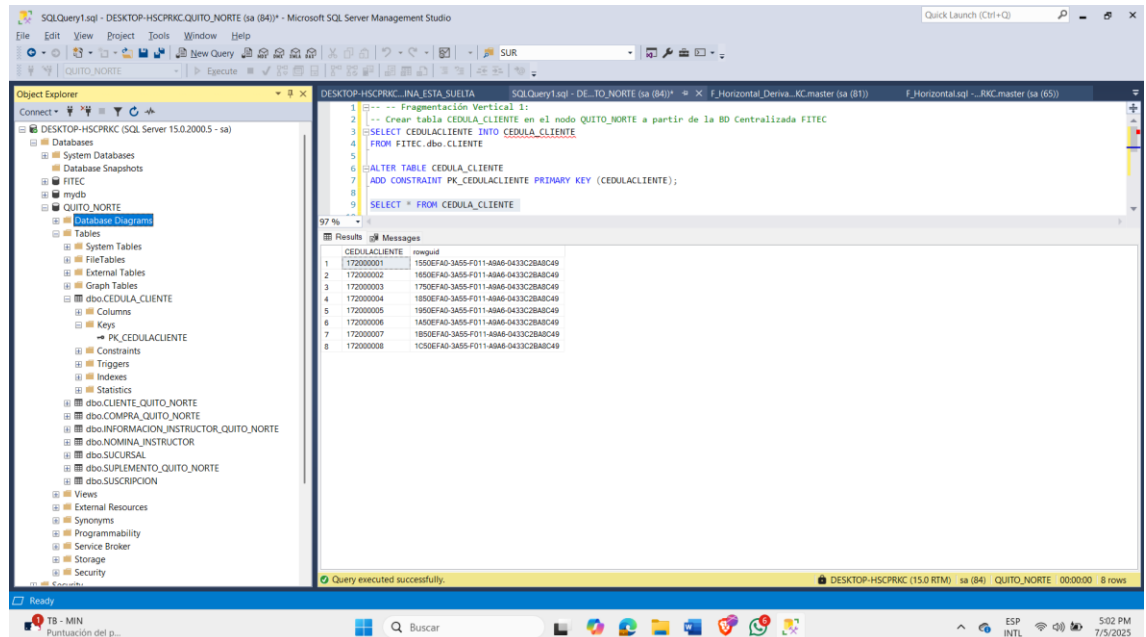 SQLQuery1.sql - DESKTOP-HSCPRKC.QUITO_NORTE (sa (84))* - Microsoft SQL Server Management Studio
Quick Launch (Ctrl+Q)
File Edit View Project Tools Window Help
New Query
SUR
QUITO_NORTE
Execute
Object Explorer
Connect
DESKTOP-HSCPRKC (SQL Server 15.0.2000.5 - sa)
Databases
System Databases
Database Snapshots
FITEC
mydb
QUITO_NORTE
Database Diagrams
Tables
System Tables
FileTables
External Tables
Graph Tables
dbo.CEDULA_CLIENTE
Columns
Keys
PK_CEDULACLIENTE
Constraints
Triggers
Indexes
Statistics
dbo.CLIENTE_QUITO_NORTE
dbo.COMPRA_QUITO_NORTE
dbo.INFORMACION_INSTRUCTOR_QUITO_NORTE
dbo.NOMINA_INSTRUCTOR
dbo.SUCURSAL
dbo.SUPLEMENTO_QUITO_NORTE
dbo.SUSCRIPCION
Views
External Resources
Synonyms
Programmability
Service Broker
Storage
Security
DESKTOP-HSCPRKC...INA_ESTA_SUELTA SQLQuery1.sql - DE...TO_NORTE (sa (84))* F_Horizontal_Deriva...KC.master (sa (81)) F_Horizontal.sql -...RKC.master (sa (65))
1 -- -- Fragmentación Vertical 1:
2 -- Crear tabla CEDULA_CLIENTE en el nodo QUITO_NORTE a partir de la BD Centralizada FITEC
3 SELECT CEDULACLIENTE INTO CEDULA_CLIENTE
4 FROM FITEC.dbo.CLIENTE
5
6 ALTER TABLE CEDULA_CLIENTE
7 ADD CONSTRAINT PK_CEDULACLIENTE PRIMARY KEY (CEDULACLIENTE);
8
9 SELECT * FROM CEDULA_CLIENTE
97 %
Results Messages
CEDULACLIENTE rowguid
1 172000001 1550EFA0-3A55-F011-A9A6-0433C2BA8C49
2 172000002 1650EFA0-3A55-F011-A9A6-0433C2BA8C49
3 172000003 1750EFA0-3A55-F011-A9A6-0433C2BA8C49
4 172000004 1850EFA0-3A55-F011-A9A6-0433C2BA8C49
5 172000005 1950EFA0-3A55-F011-A9A6-0433C2BA8C49
6 172000006 1A50EFA0-3A55-F011-A9A6-0433C2BA8C49
7 172000007 1B50EFA0-3A55-F011-A9A6-0433C2BA8C49
8 172000008 1C50EFA0-3A55-F011-A9A6-0433C2BA8C49
Query executed successfully.
DESKTOP-HSCPRKC (15.0 RTM) sa (84) QUITO_NORTE 00:00:00 8 rows
Ready
1 TB - MIN
Puntuación del p...
Buscar
ESP
INTL
5:02 PM
7/5/2025